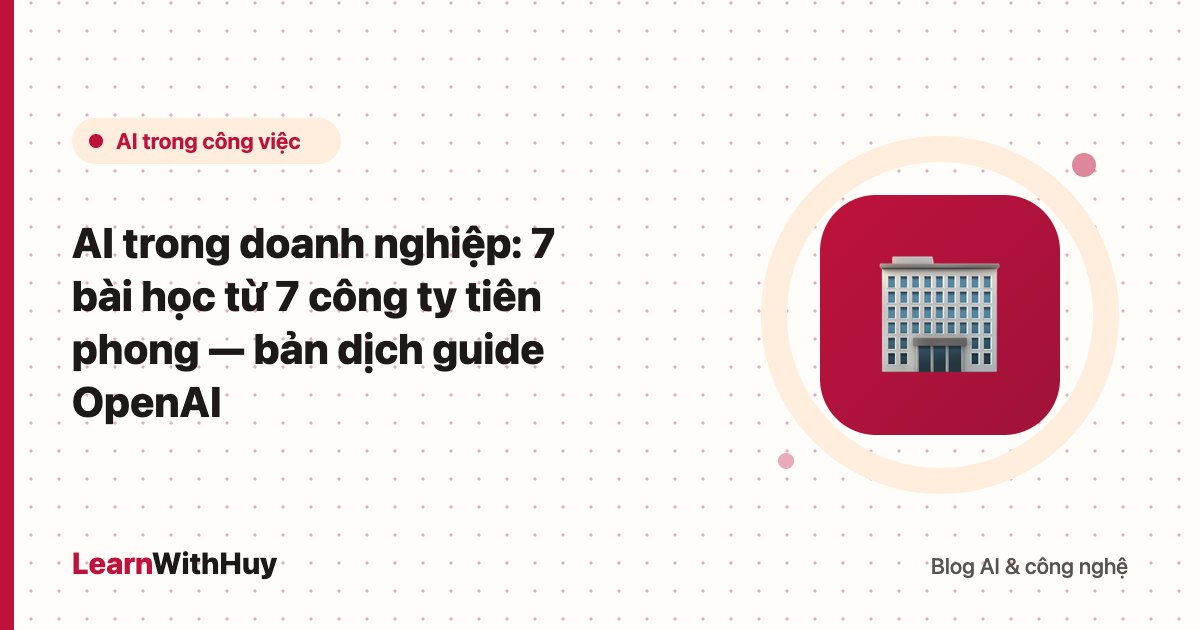 AI trong công việc
AI trong doanh nghiệp: 7
bài học từ 7 công ty tiên
phong — bản dịch guide
OpenAI
LearnWithHuy
Blog AI & công nghệ